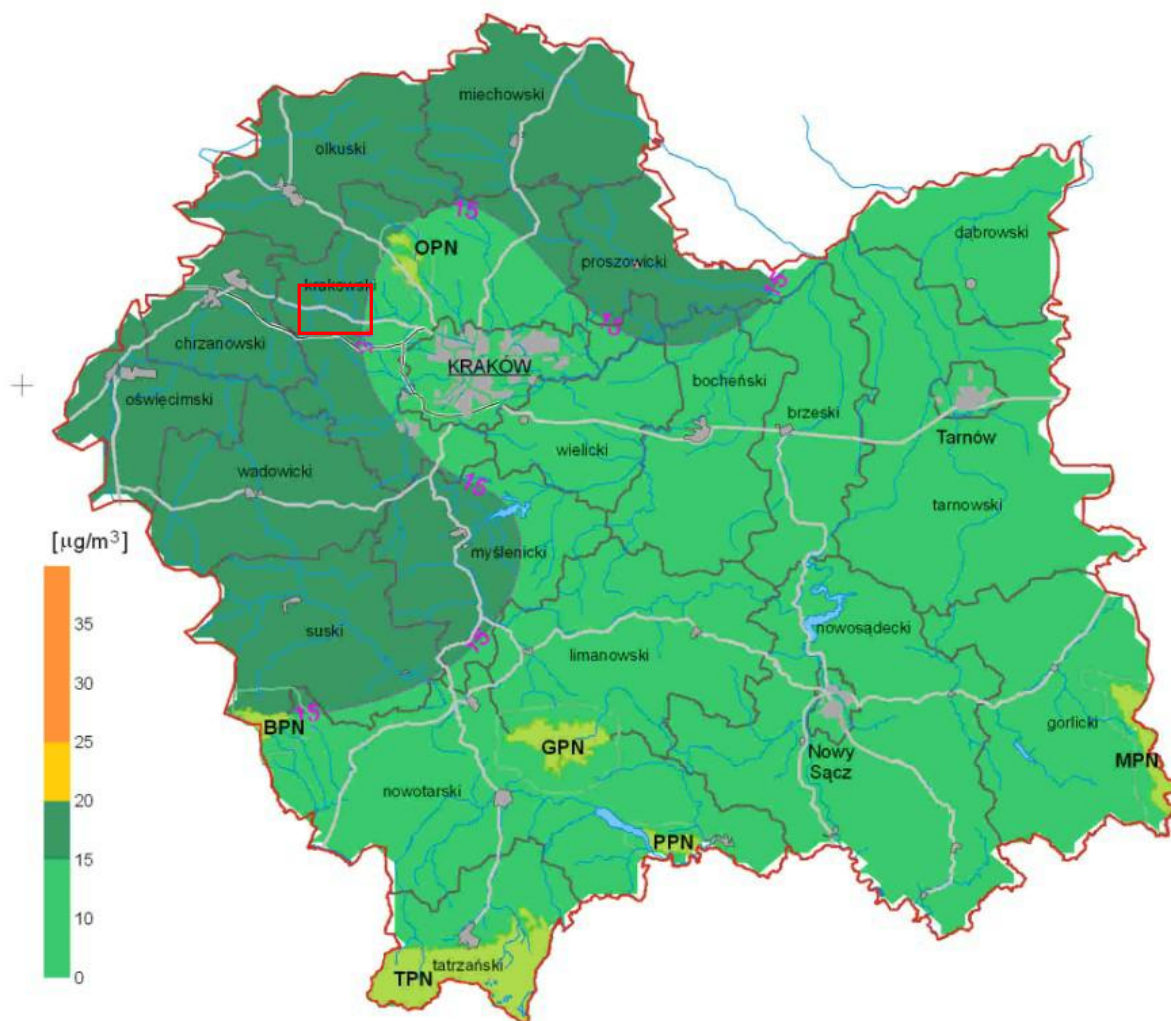 miechowski
olkuski
15
dąbrowski
OPN
proszowicki
15
krakowski
15
chrzanowski
KRAKÓW
bocheński
oświęcimski
brzeski
Tarnów
wielicki
wadowicki
15
tarnowski
[µg/m³]
myślenicki
35
suski
15
limanowski
nowosądecki
30
15
BPN
GPN
gorlicki
25
Nowy
Sącz
MPN
nowotarski
20
PPN
15
10
tatrzański
TPN
0